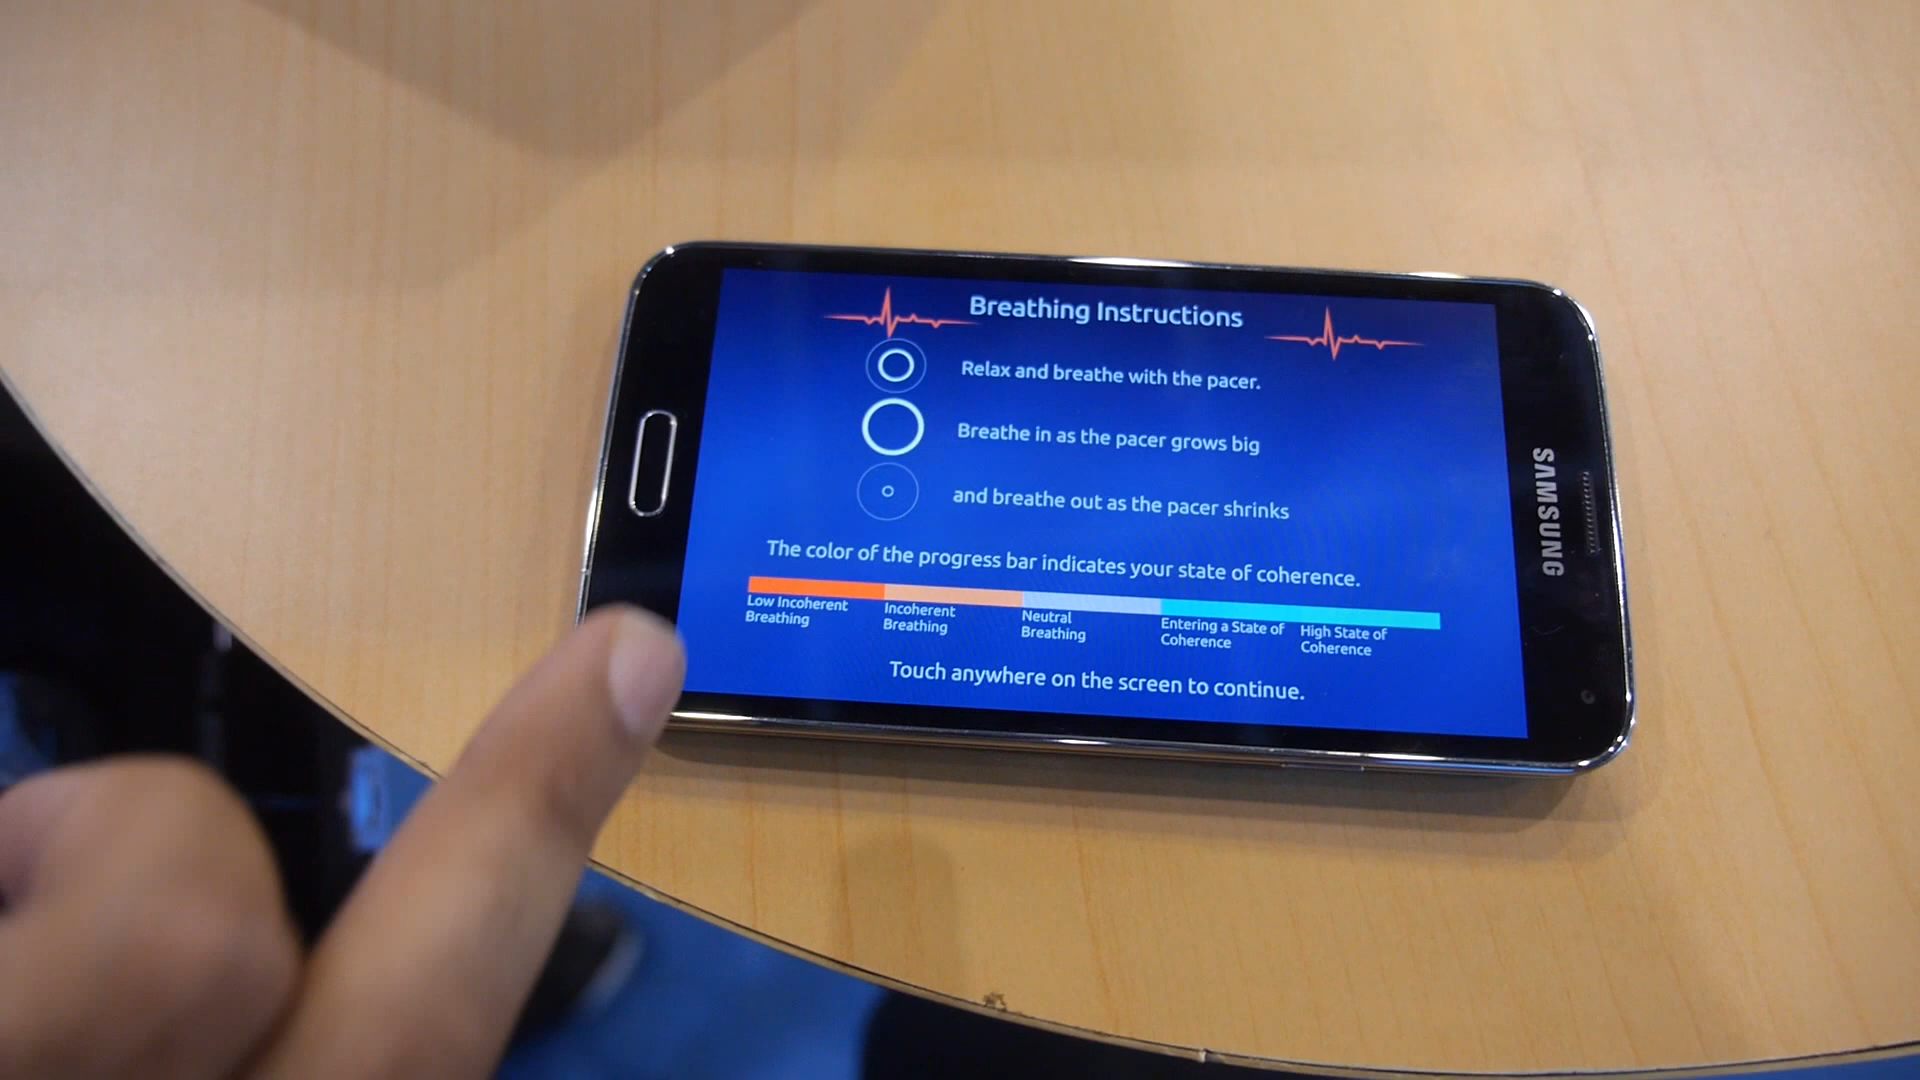 Breathing Instructions
Relax and breathe with the pacer.
Breathe in as the pacer grows big
and breathe out as the pacer shrinks
The color of the progress bar indicates your state of coherence.
Low Incoherent
Breathing
Incoherent
Breathing
Neutral
Breathing
Entering a State of
Coherence
High State of
Coherence
Touch anywhere on the screen to continue.
SAMSUNG